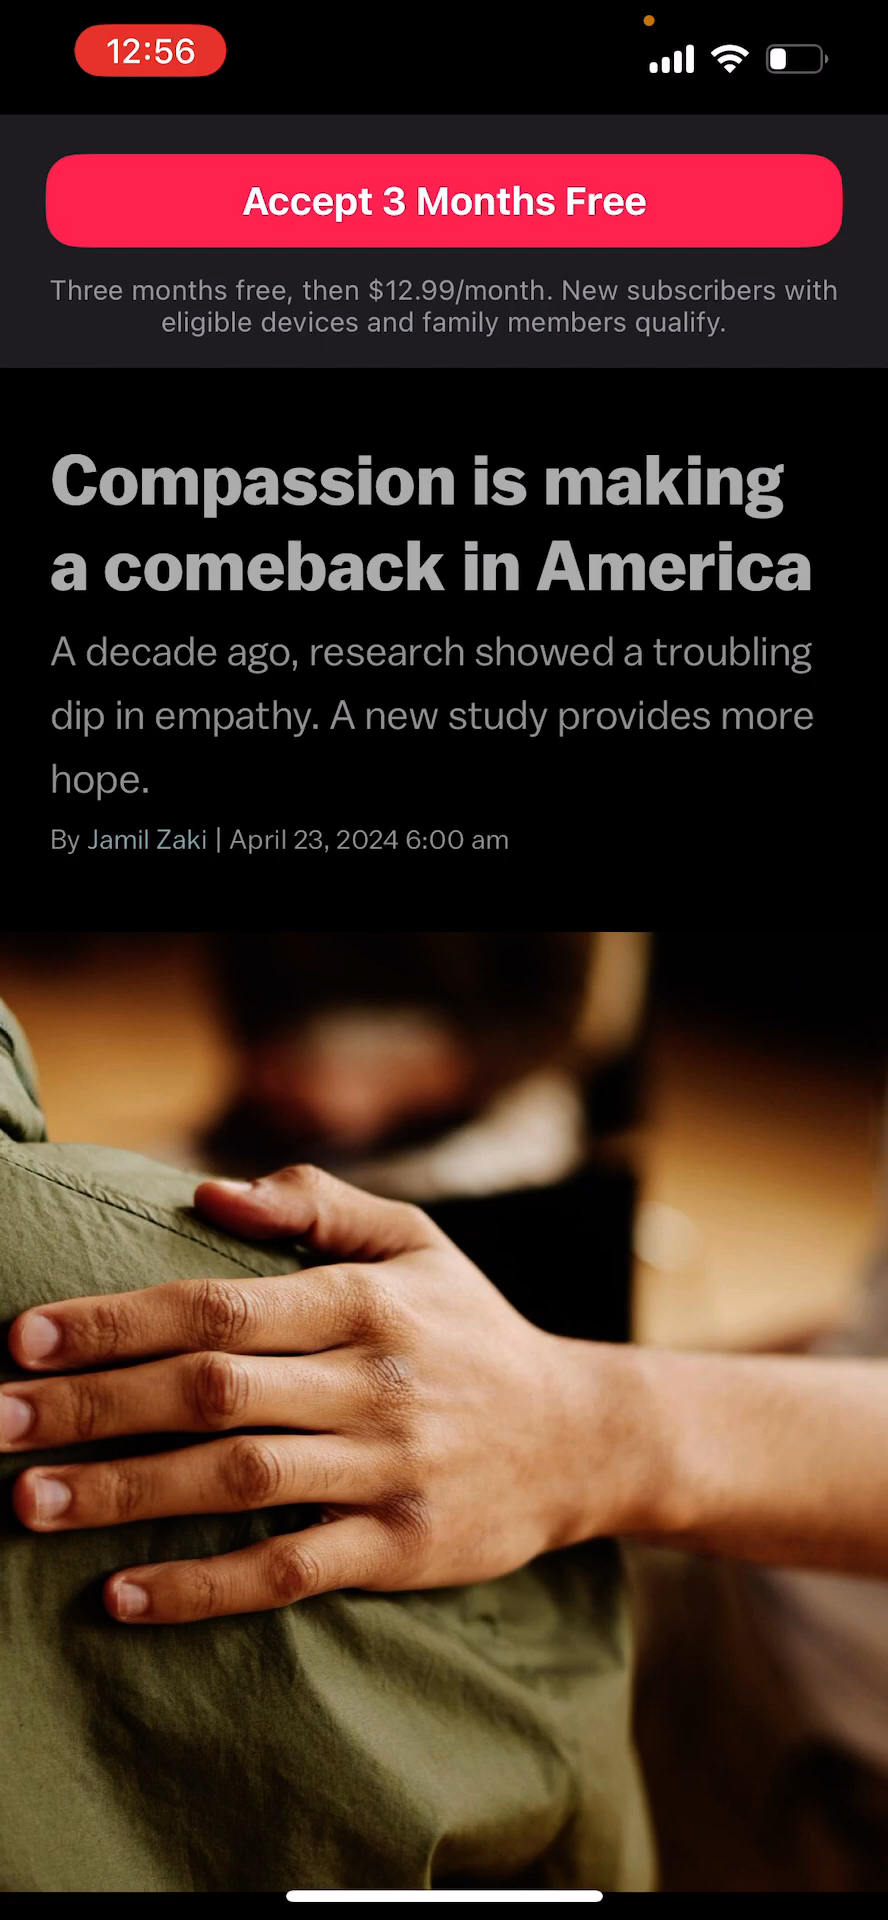 12:56
Accept 3 Months Free
Three months free, then $12.99/month. New subscribers with
eligible devices and family members qualify.
Compassion is making
a comeback in America
A decade ago, research showed a troubling
dip in empathy. A new study provides more
hope.
By Jamil Zaki | April 23, 2024 6:00 am